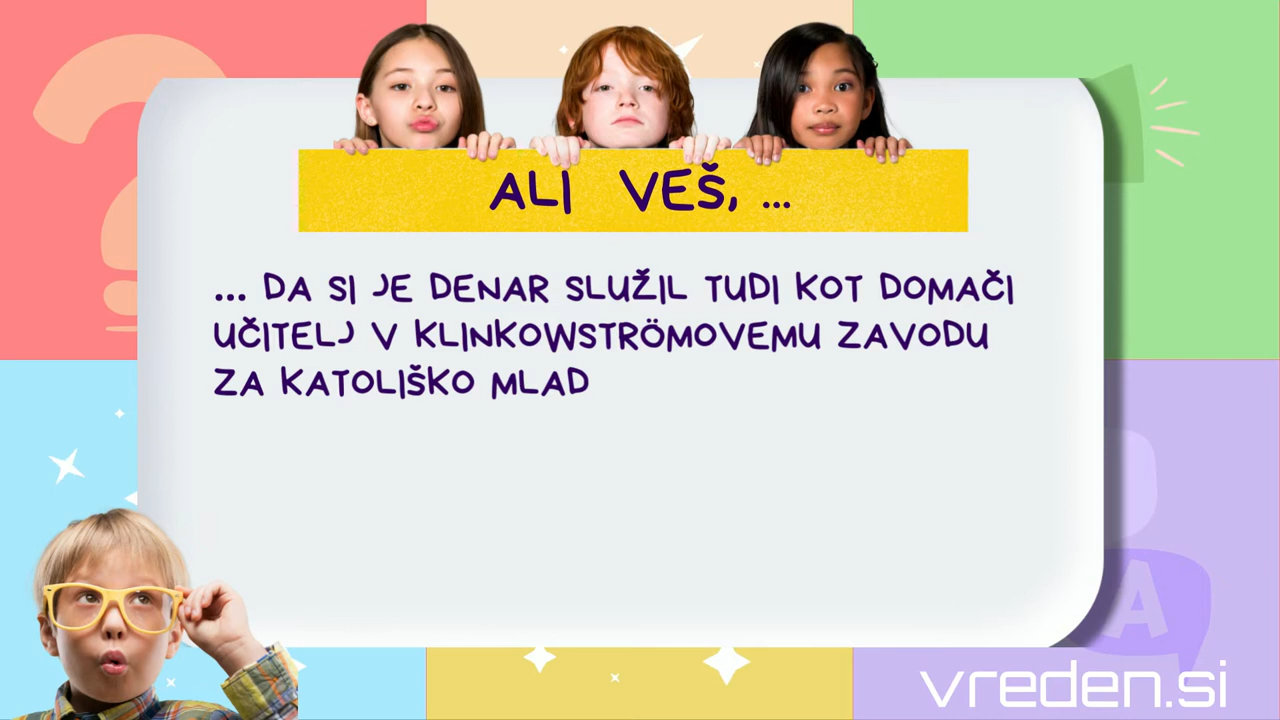 ALI VEŠ, ...
... DA SI JE DENAR SLUŽIL TUDI KOT DOMAČI
UČITELJ V KLINKOWSTRÖMOVEMU ZAVODU
ZA KATOLIŠKO MLAD
A
vreden.si